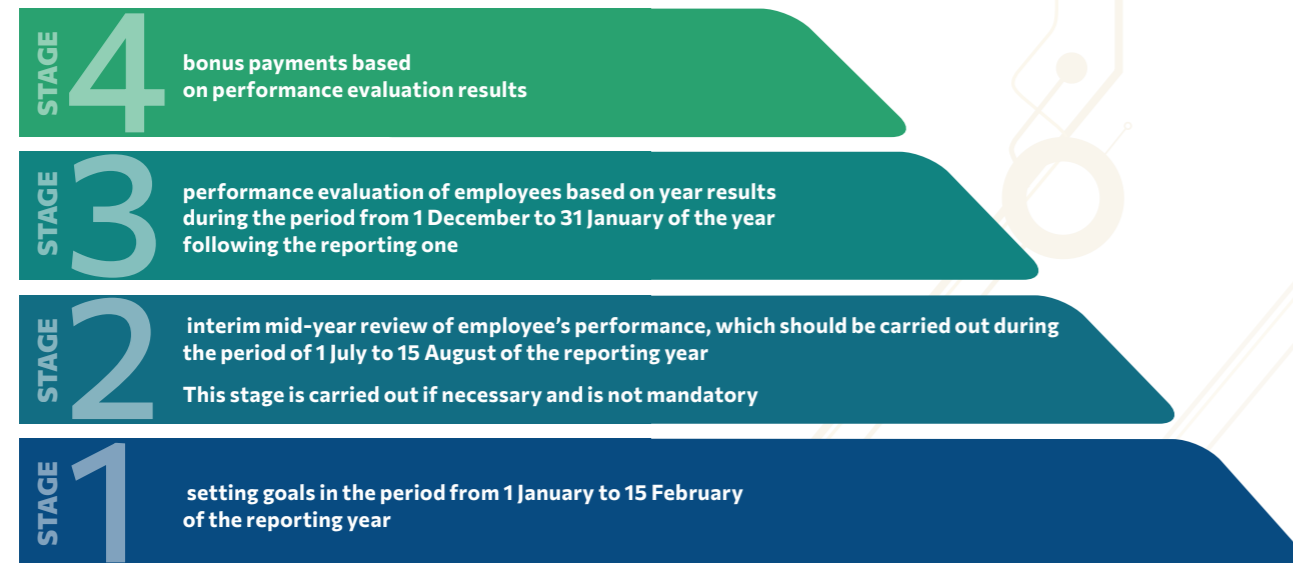 STAGE 4
bonus payments based
on performance evaluation results
STAGE 3
performance evaluation of employees based on year results
during the period from 1 December to 31 January of the year
following the reporting one
STAGE 2
interim mid-year review of employee’s performance, which should be carried out during
the period of 1 July to 15 August of the reporting year
This stage is carried out if necessary and is not mandatory
STAGE 1
setting goals in the period from 1 January to 15 February
of the reporting year